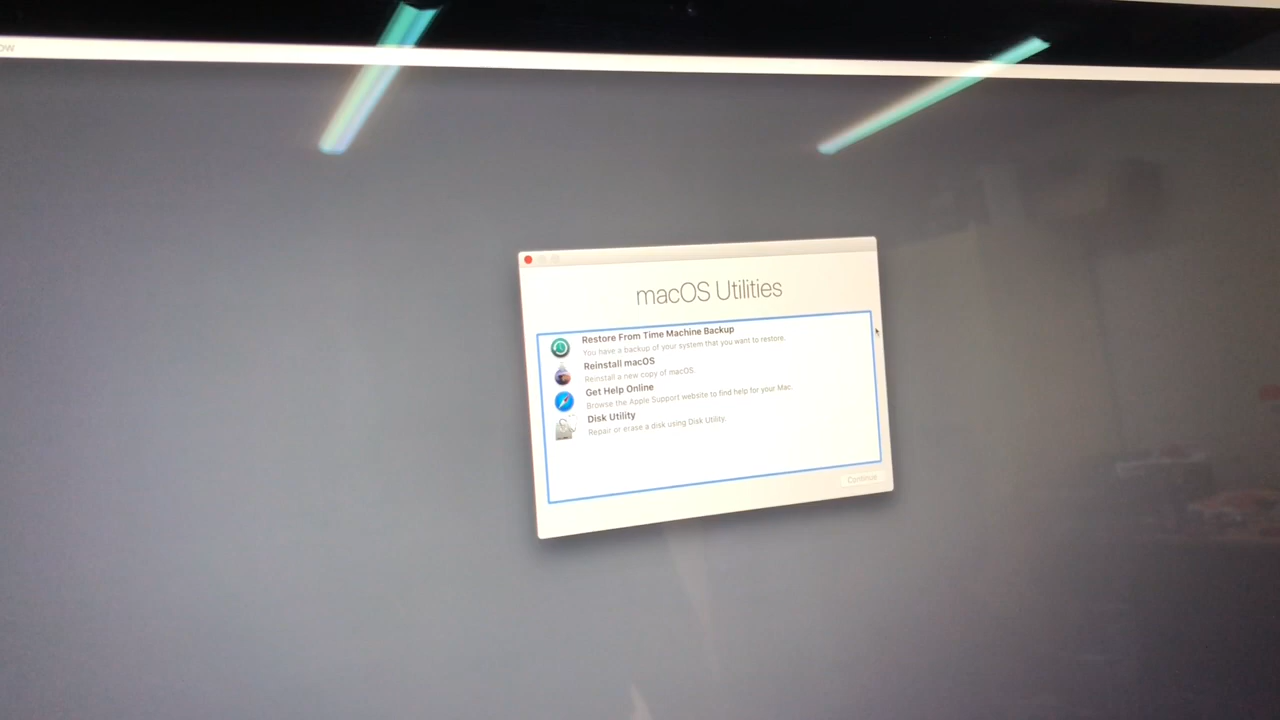 macOS Utilities
Restore From Time Machine Backup
You have a backup of your system that you want to restore.
Reinstall macOS
Reinstall a new copy of macOS.
Get Help Online
Browse the Apple Support website to find help for your Mac.
Disk Utility
Repair or erase a disk using Disk Utility.
Continue